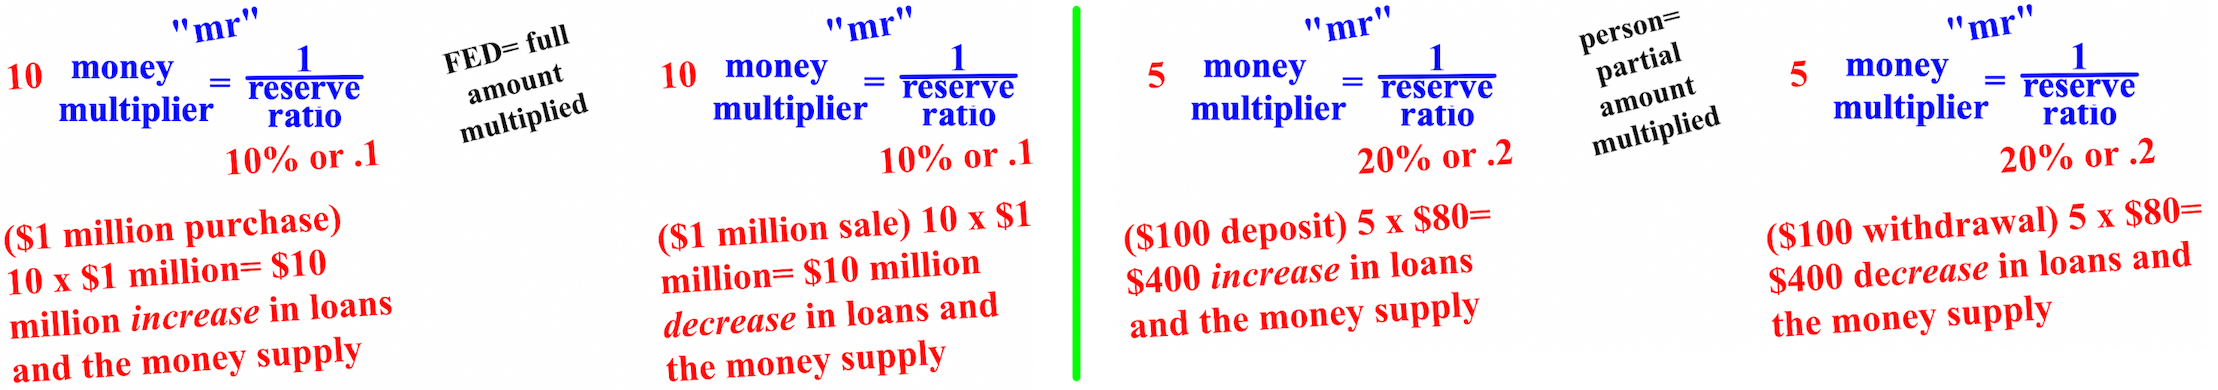 "mr"
10 money multiplier = 1
reserve ratio
10% or .1
($1 million purchase)
10 x $1 million= $10
million increase in loans
and the money supply
FED= full
amount
multiplied
"mr"
10 money multiplier = 1
reserve ratio
10% or .1
($1 million sale) 10 x $1
million= $10 million
decrease in loans and
the money supply
"mr"
5 money multiplier = 1
reserve ratio
20% or .2
($100 deposit) 5 x $80=
$400 increase in loans
and the money supply
person=
partial
amount
multiplied
"mr"
5 money multiplier = 1
reserve ratio
20% or .2
($100 withdrawal) 5 x $80=
$400 decrease in loans and
the money supply